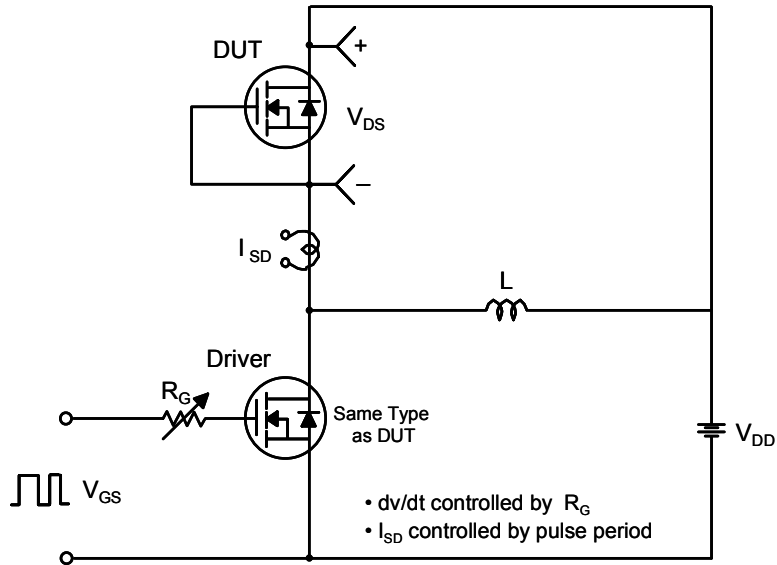 DUT
+
VDS
–
ISD
L
Driver
RG
Same Type
as DUT
VDD
VGS
• dv/dt controlled by RG
• ISD controlled by pulse period